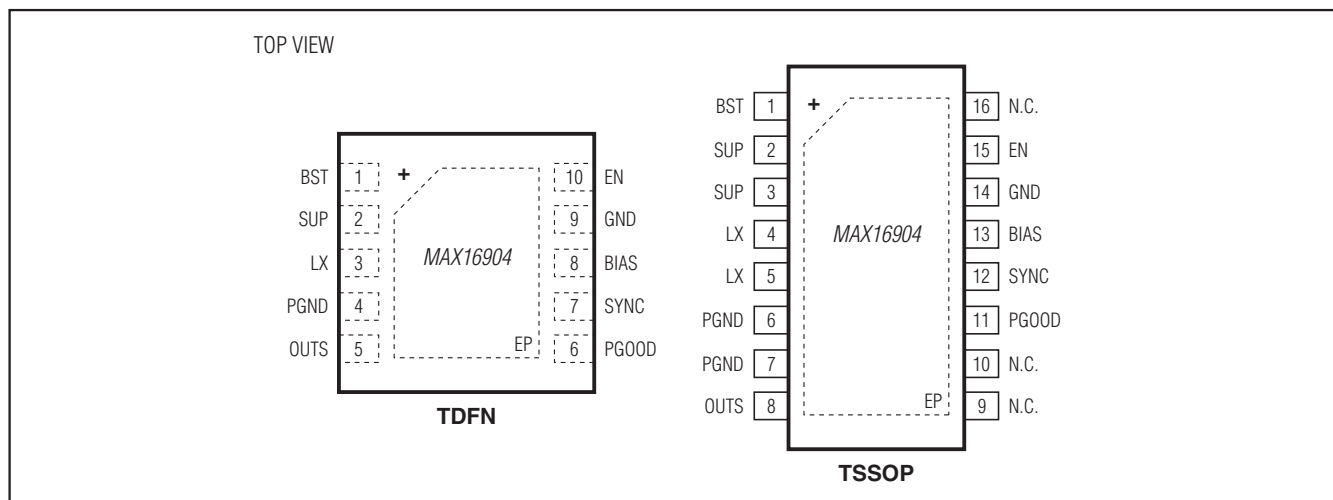 TOP VIEW
BST 1 + 10 EN
SUP 2 9 GND
LX 3 MAX16904 8 BIAS
PGND 4 7 SYNC
OUTS 5 EP 6 PGOOD
TDFN
BST 1 + 16 N.C.
SUP 2 15 EN
SUP 3 14 GND
LX 4 MAX16904 13 BIAS
LX 5 12 SYNC
PGND 6 11 PGOOD
PGND 7 10 N.C.
OUTS 8 EP 9 N.C.
TSSOP